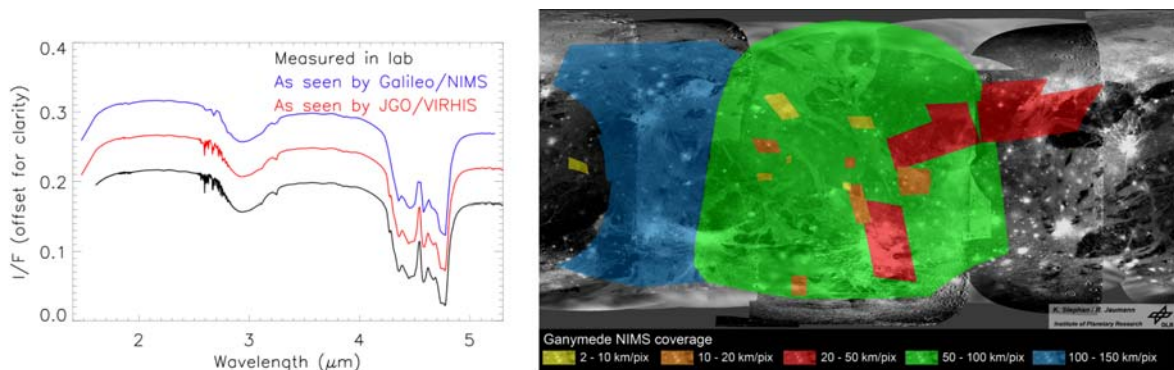 0.4
0.3
0.2
0.1
0.0
I/F (offset for clarity)
Measured in lab
As seen by Galileo/NIMS
As seen by JGO/VIRHIS
2
3
4
5
Wavelength (μm)
K. Stephan / R. Jaumann
Institute of Planetary Research
DLR
Ganymede NIMS coverage
2 - 10 km/pix
10 - 20 km/pix
20 - 50 km/pix
50 - 100 km/pix
100 - 150 km/pix